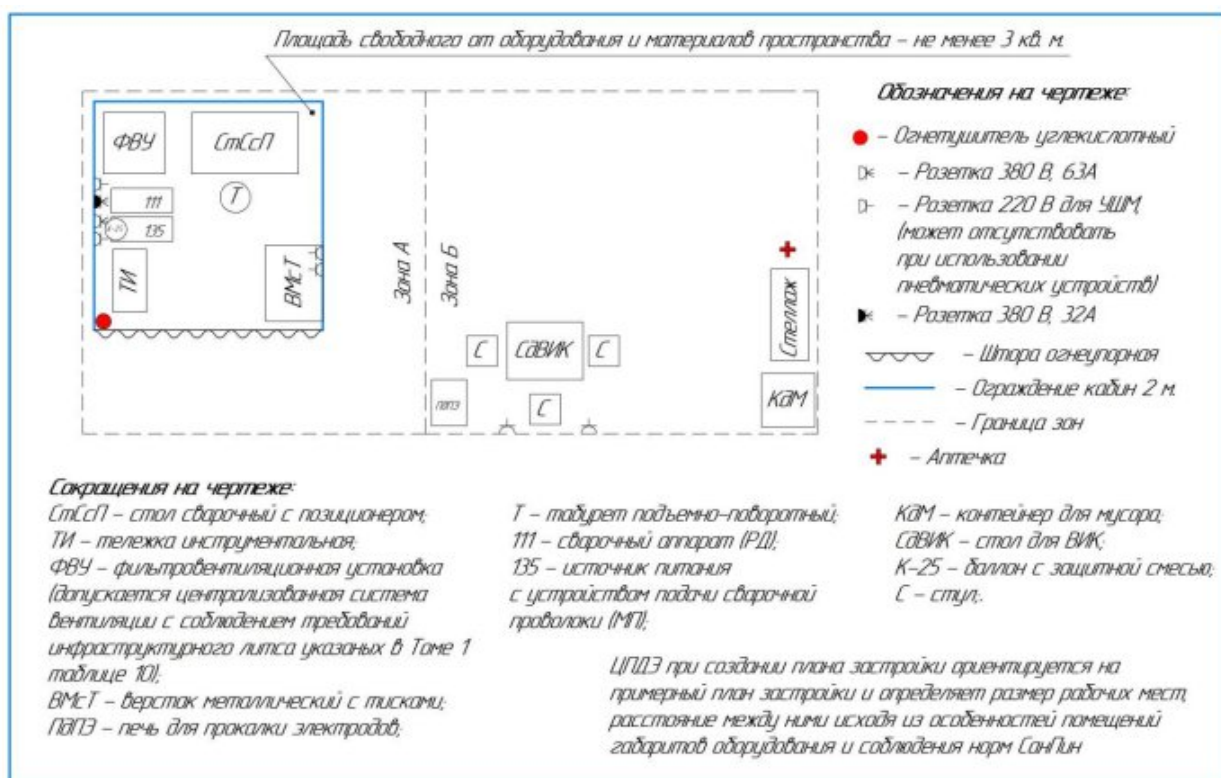 Площадь свободного от оборудования и материалов пространства – не менее 3 кв. м.
ФВУ
СтСсП
Т
111
К-25
135
ТИ
ВМсТ
Зона А
Зона Б
С
СдВИК
С
С
ПдПЭ
Стеллаж
КдМ
Обозначения на чертеже:
– Огнетушитель углекислотный
– Розетка 380 В, 63А
– Розетка 220 В для УШМ,
(может отсутствовать
при использовании
пневматических устройств)
– Розетка 380 В, 32А
– Штора огнеупорная
– Ограждение кабин 2 м.
– Граница зон
– Аптечка
Сокращения на чертеже:
СтСсП – стол сварочный с позиционером;
ТИ – тележка инструментальная;
ФВУ – фильтровентиляционная установка
(допускается централизованная система
вентиляции с соблюдением требований
инфраструктурного литса указаных в Томе 1
таблице 10);
ВМсТ – верстак металлический с тисками;
ПдПЭ – печь для прокалки электродов;
Т – табурет подъемно-поворотный;
111 – сварочный аппарат (РД);
135 – источник питания
с устройством подачи сварочной
проволоки (МП);
КдМ – контейнер для мусора;
СдВИК – стол для ВИК;
К-25 – баллон с защитной смесью;
С – стул;.
ЦПДЭ при создании плана застройки ориентируется на
примерный план застройки и определяет размер рабочих мест,
расстояние между ними исходя из особенностей помещений
габаритов оборудования и соблюдения норм СанПин